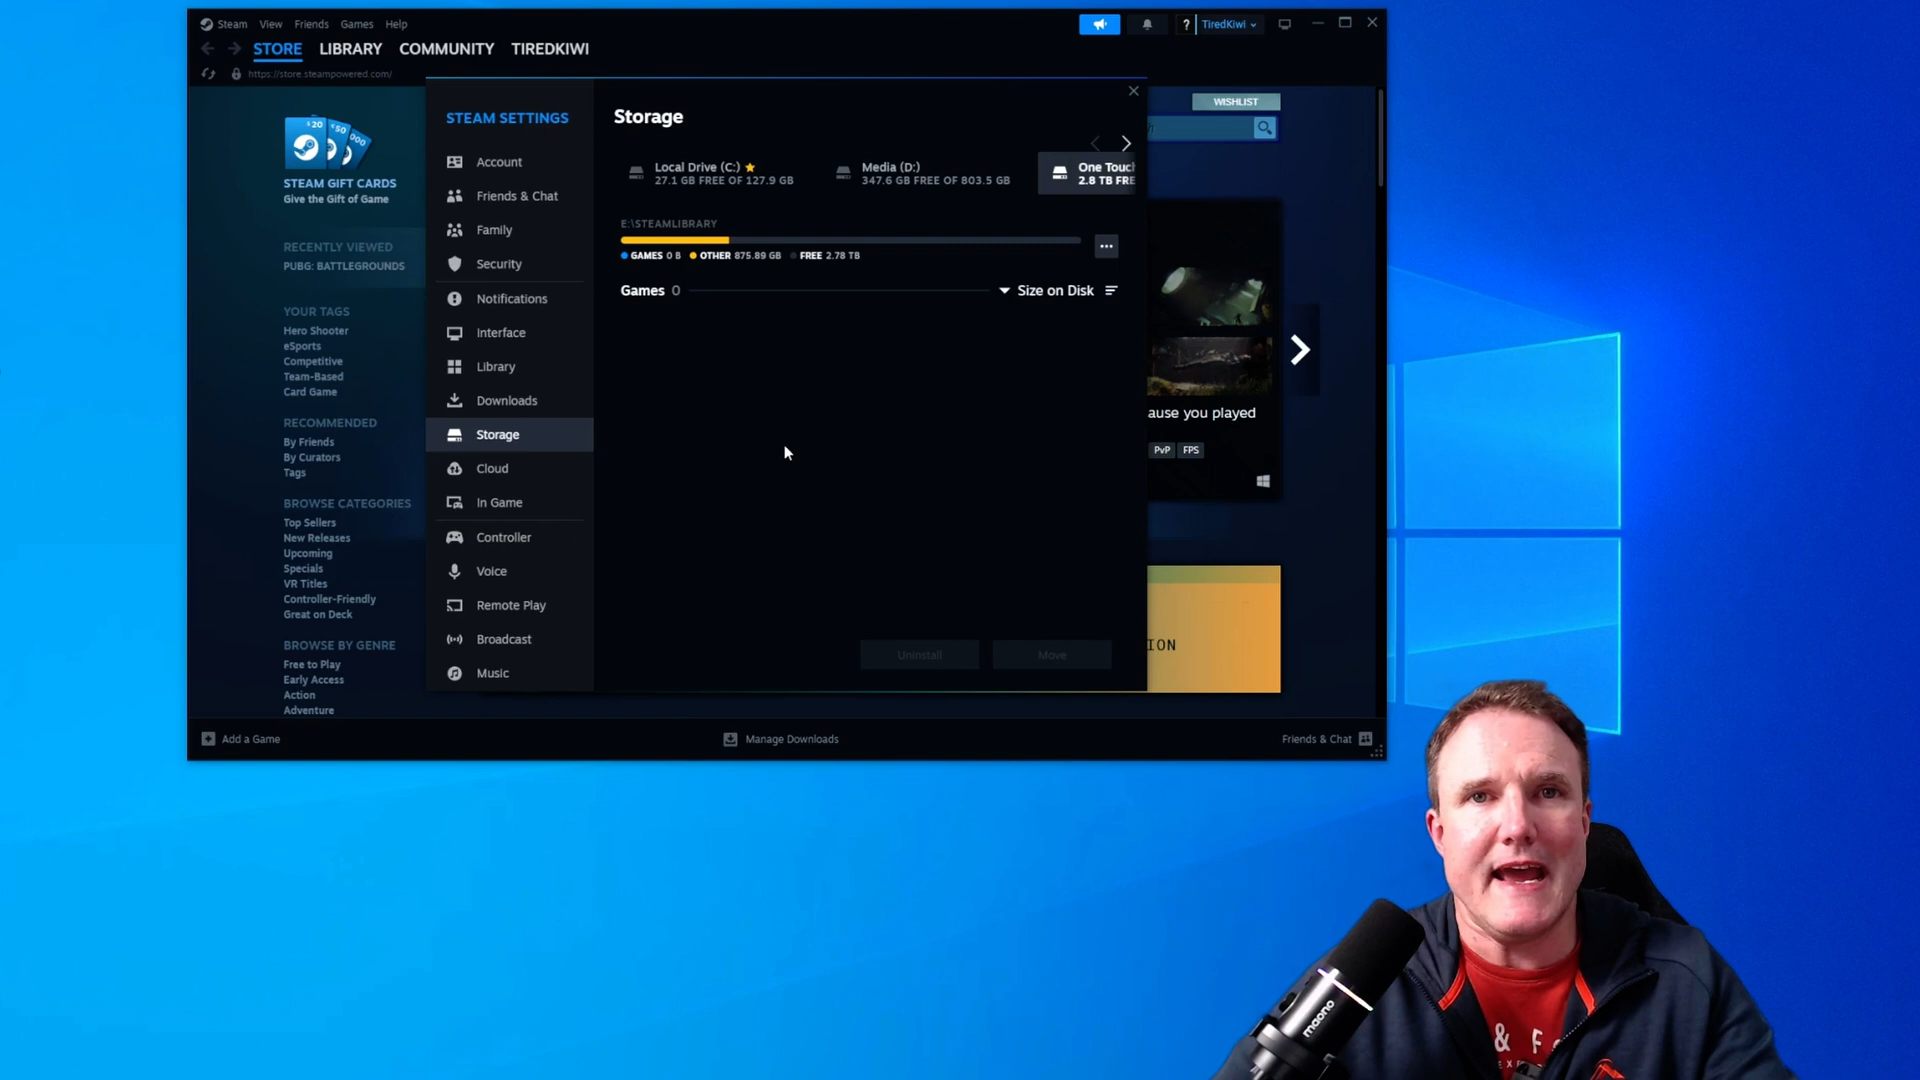 Steam View Friends Games Help
? TiredKiwi
STORE LIBRARY COMMUNITY TIREDKIWI
https://store.steampowered.com/
$20
STEAM GIFT CARDS
Give the Gift of Game
RECENTLY VIEWED
PUBG: BATTLEGROUNDS
YOUR TAGS
Hero Shooter
eSports
Competitive
Team-Based
Card Game
RECOMMENDED
By Friends
By Curators
Tags
BROWSE CATEGORIES
Top Sellers
New Releases
Upcoming
Specials
VR Titles
Controller-Friendly
Great on Deck
BROWSE BY GENRE
Free to Play
Early Access
Action
Adventure
STEAM SETTINGS
Account
Friends & Chat
Family
Security
Notifications
Interface
Library
Downloads
Storage
Cloud
In Game
Controller
Voice
Remote Play
Broadcast
Music
Storage
Local Drive (C:)
27.1 GB FREE OF 127.9 GB
Media (D:)
347.6 GB FREE OF 803.5 GB
One Touch
2.8 TB FRE
E:\STEAMLIBRARY
GAMES 0 B OTHER 875.89 GB FREE 2.78 TB
Games 0 Size on Disk
Uninstall Move
WISHLIST
ause you played
PvP FPS
ION
Add a Game Manage Downloads Friends & Chat
maono
& F